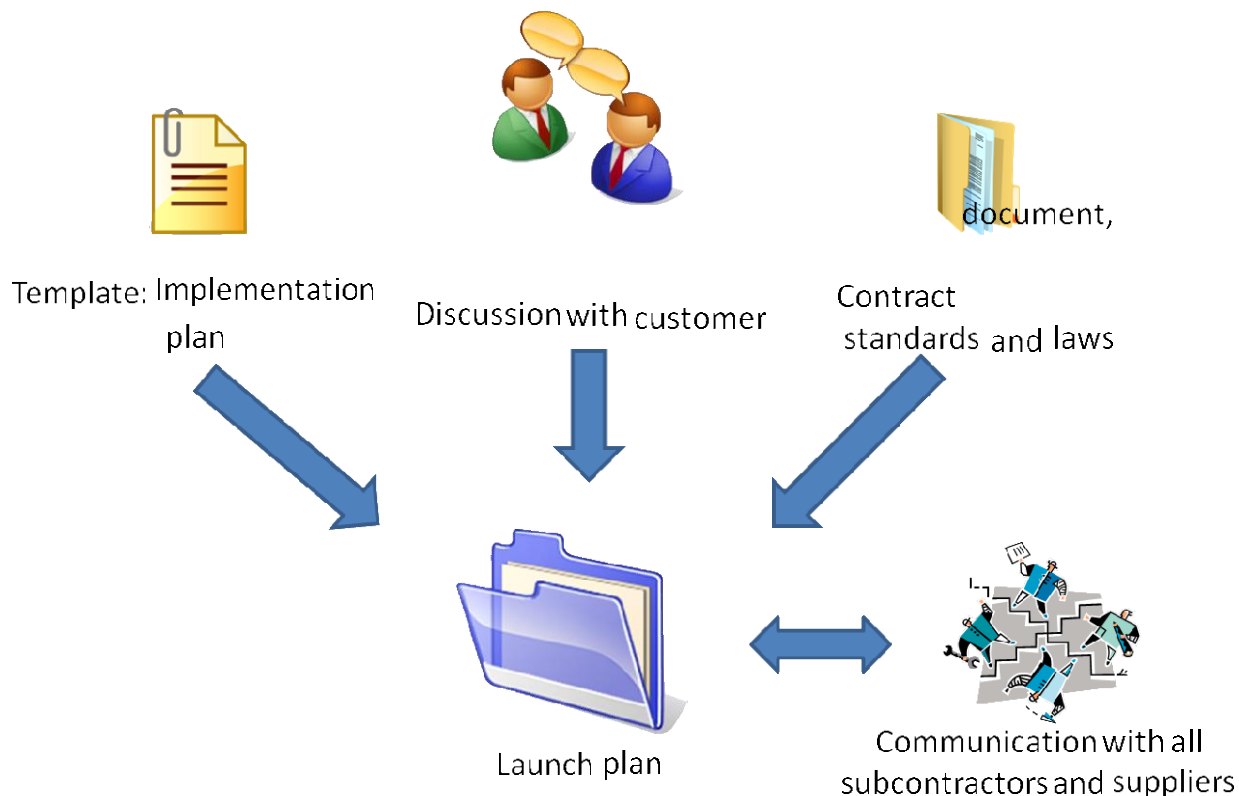 document,
Template: Implementation
plan
Discussion with customer
Contract
standards and laws
Launch plan
Communication with all
subcontractors and suppliers